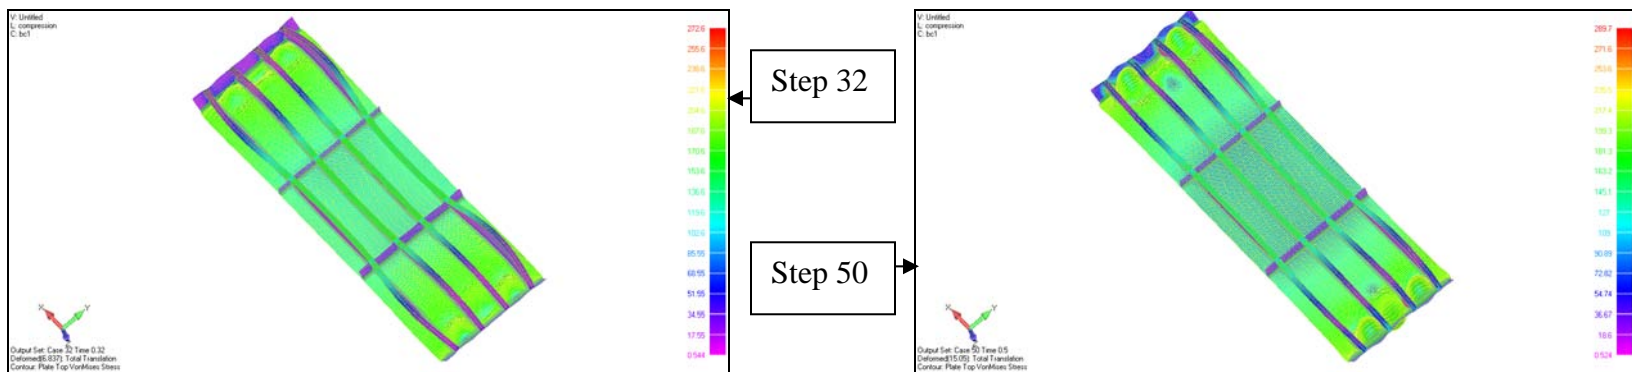 V: Untitled
L: compression
C: bc1
272.6
255.6
238.6
204.6
187.6
170.6
153.6
136.6
119.6
102.6
85.55
68.55
51.55
34.55
17.55
0.544
X
Y
Output Set: Case 32 Time 0.32
Deformed(6.837): Total Translation
Contour: Plate Top VonMises Stress
Step 32
Step 50
V: Untitled
L: compression
C: bc1
289.7
271.6
253.6
217.4
199.3
181.3
163.2
145.1
127.
109.
90.89
72.82
54.74
36.67
18.6
0.524
X
Y
Output Set: Case 50 Time 0.5
Deformed(15.05): Total Translation
Contour: Plate Top VonMises Stress